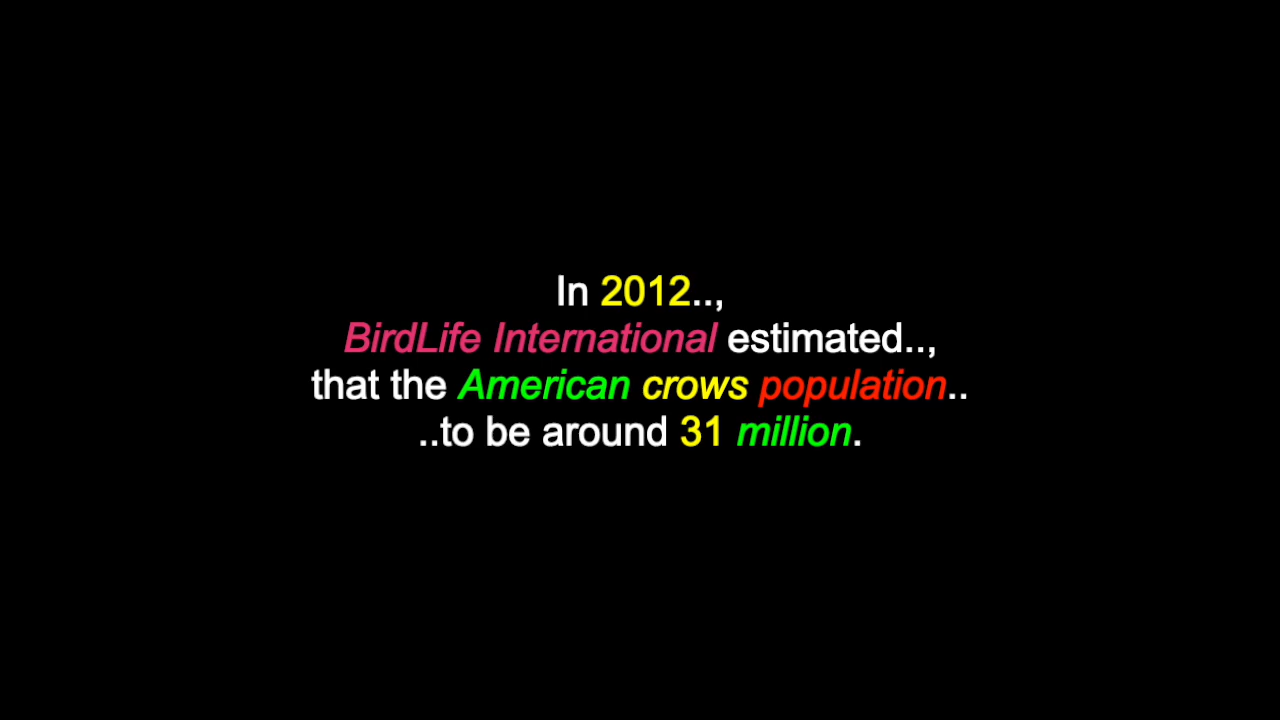 In 2012..,
BirdLife International estimated..,
that the American crows population..
..to be around 31 million.